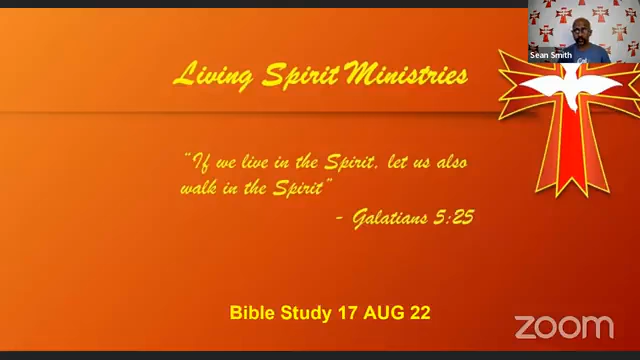 Sean Smith
Living Spirit Ministries
"If we live in the Spirit, let us also
walk in the Spirit"
- Galatians 5:25
Bible Study 17 AUG 22
zoom